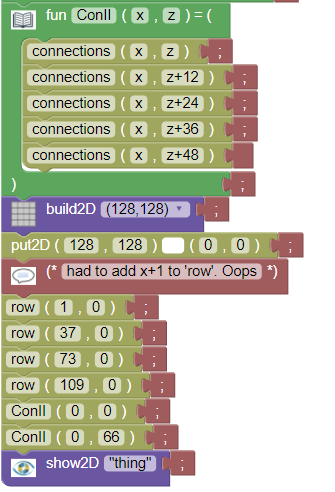 fun ConII ( x , z ) = (
connections ( x , z ) ;
connections ( x , z+12 ) ;
connections ( x , z+24 ) ;
connections ( x , z+36 ) ;
connections ( x , z+48 ) ;
) ;
build2D (128,128) ;
put2D ( 128 , 128 ) ( 0 , 0 ) ;
(* had to add x+1 to 'row'. Oops *)
row ( 1 , 0 ) ;
row ( 37 , 0 ) ;
row ( 73 , 0 ) ;
row ( 109 , 0 ) ;
ConII ( 0 , 0 ) ;
ConII ( 0 , 66 ) ;
show2D "thing" ;